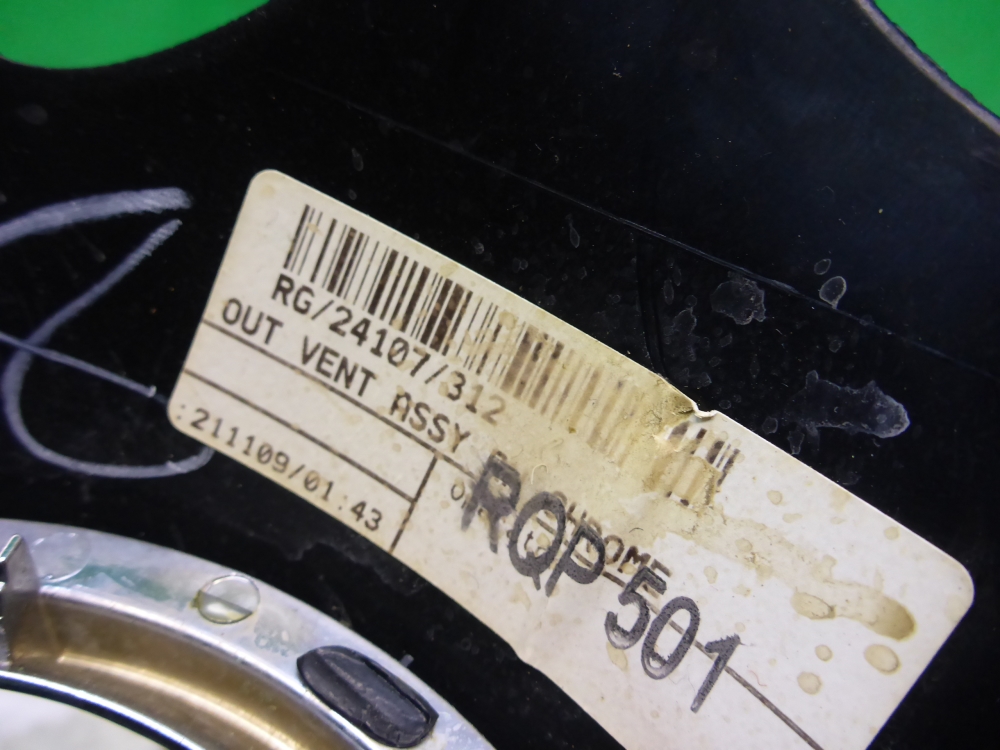 RG/24107/312
OUT VENT ASSY
:211109/01:43
RQP501